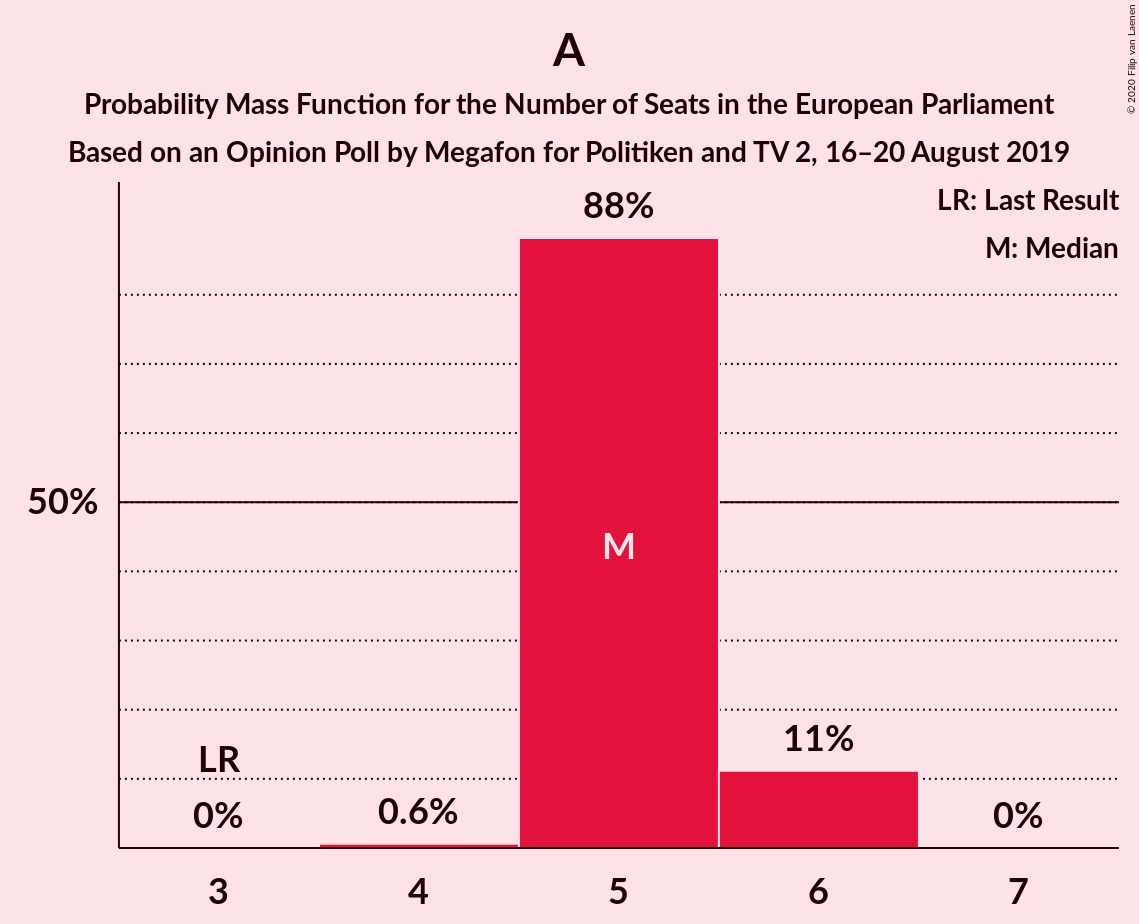 A
Probability Mass Function for the Number of Seats in the European Parliament
Based on an Opinion Poll by Megafon for Politiken and TV 2, 16–20 August 2019
© 2020 Filip van Laenen
LR: Last Result
M: Median
88%
50%
M
LR
0%
0.6%
11%
0%
3
4
5
6
7